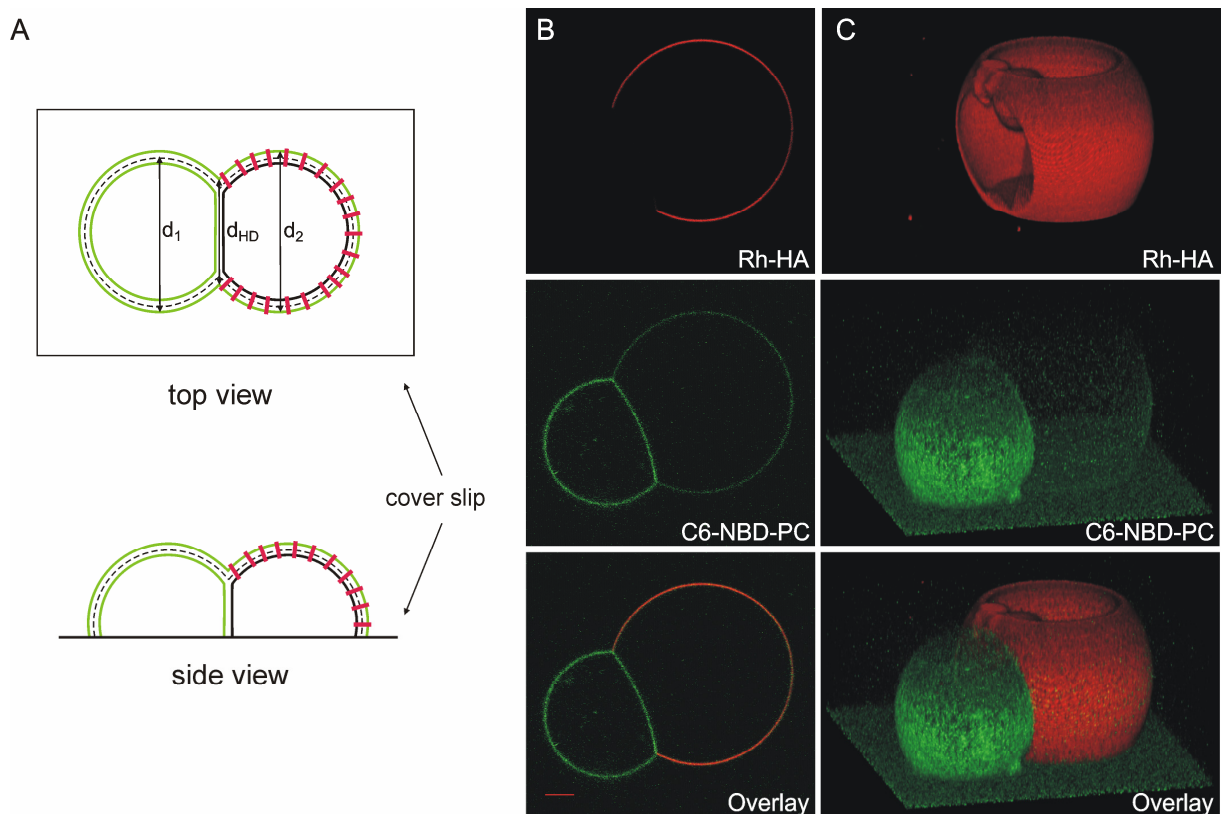 A
d1
dHD
d2
top view
cover slip
side view
B
Rh-HA
C6-NBD-PC
Overlay
C
Rh-HA
C6-NBD-PC
Overlay